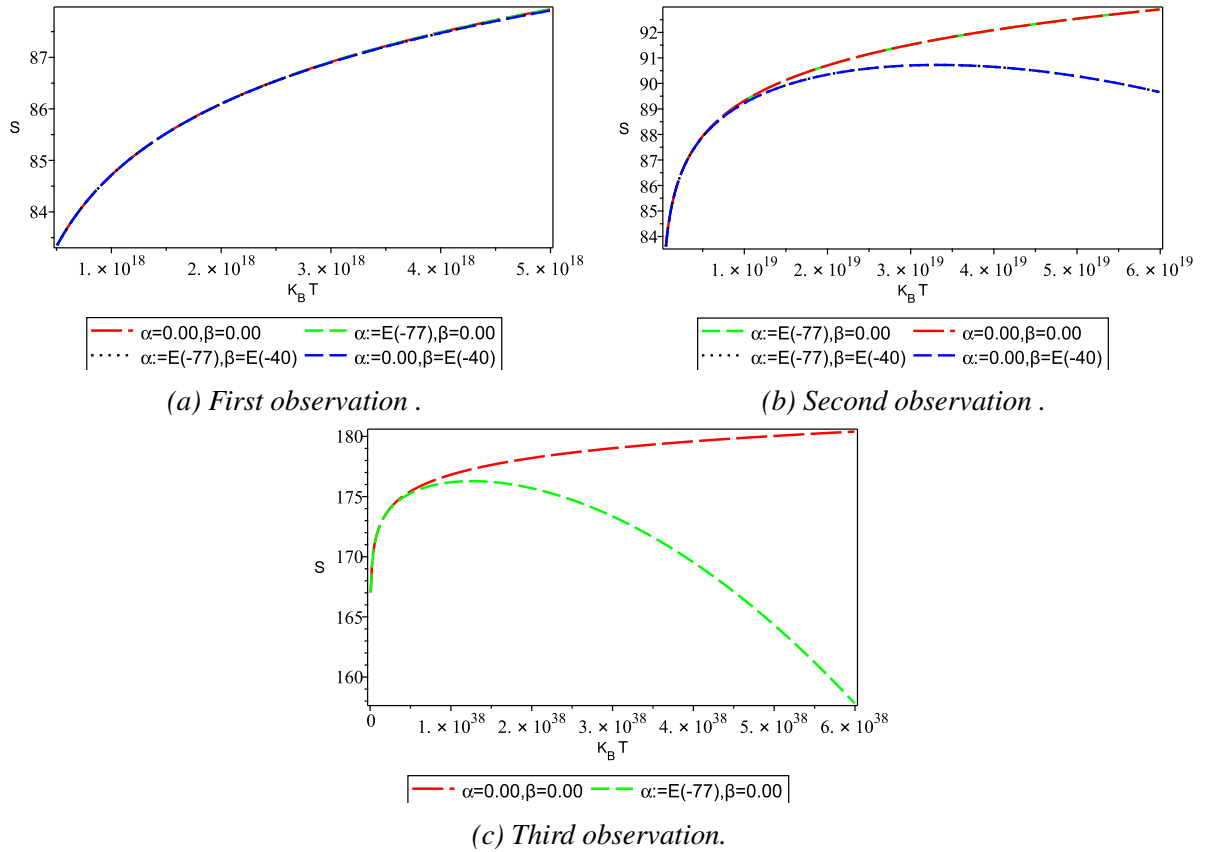 87
86
S
85
84
1. × 10^18 2. × 10^18 3. × 10^18 4. × 10^18 5. × 10^18
K_B T
α=0.00,β=0.00 α:=E(-77),β=0.00
α:=E(-77),β=E(-40) α:=0.00,β=E(-40)
(a) First observation .
92
91
90
89
S
88
87
86
85
84
1. × 10^19 2. × 10^19 3. × 10^19 4. × 10^19 5. × 10^19 6. × 10^19
K_B T
α:=E(-77),β=0.00 α=0.00,β=0.00
α:=E(-77),β=E(-40) α:=0.00,β=E(-40)
(b) Second observation .
180
175
170
S
165
160
0 1. × 10^38 2. × 10^38 3. × 10^38 4. × 10^38 5. × 10^38 6. × 10^38
K_B T
α=0.00,β=0.00 α:=E(-77),β=0.00
(c) Third observation.